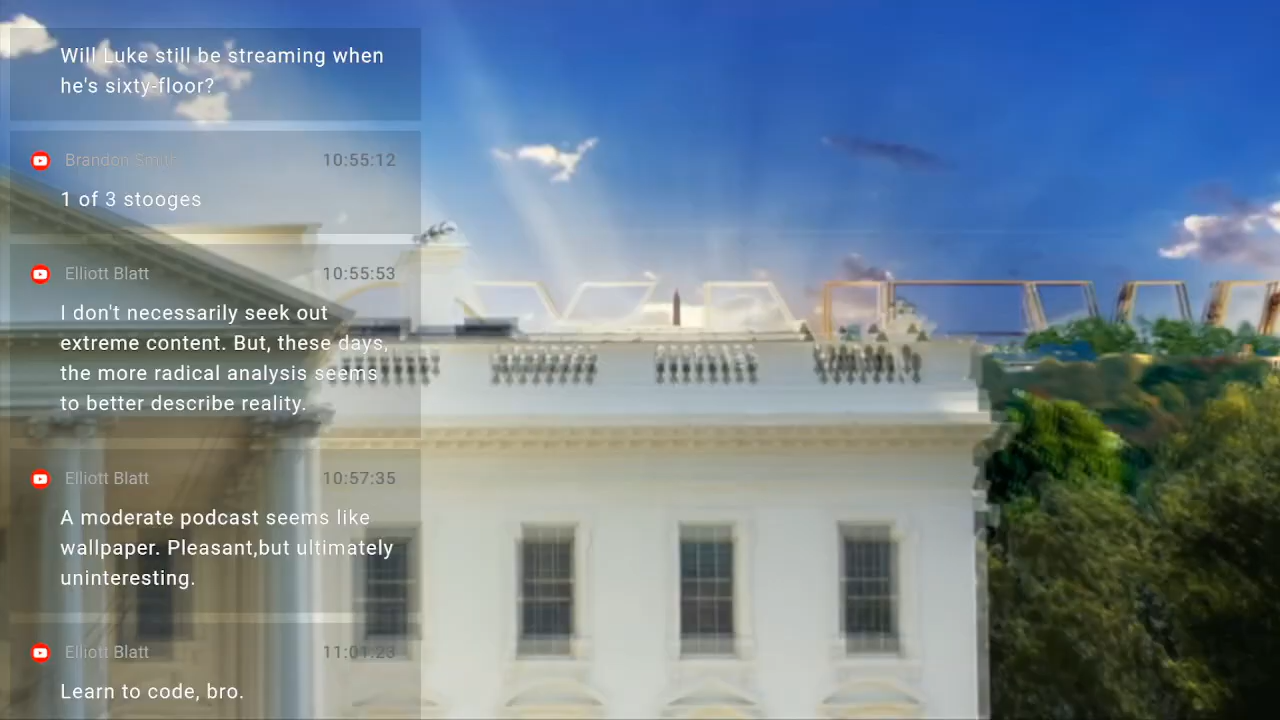 Will Luke still be streaming when
he's sixty-floor?
Brandon Smith 10:55:12
1 of 3 stooges
Elliott Blatt 10:55:53
I don't necessarily seek out
extreme content. But, these days,
the more radical analysis seems
to better describe reality.
Elliott Blatt 10:57:35
A moderate podcast seems like
wallpaper. Pleasant,but ultimately
uninteresting.
Elliott Blatt 11:01:23
Learn to code, bro.